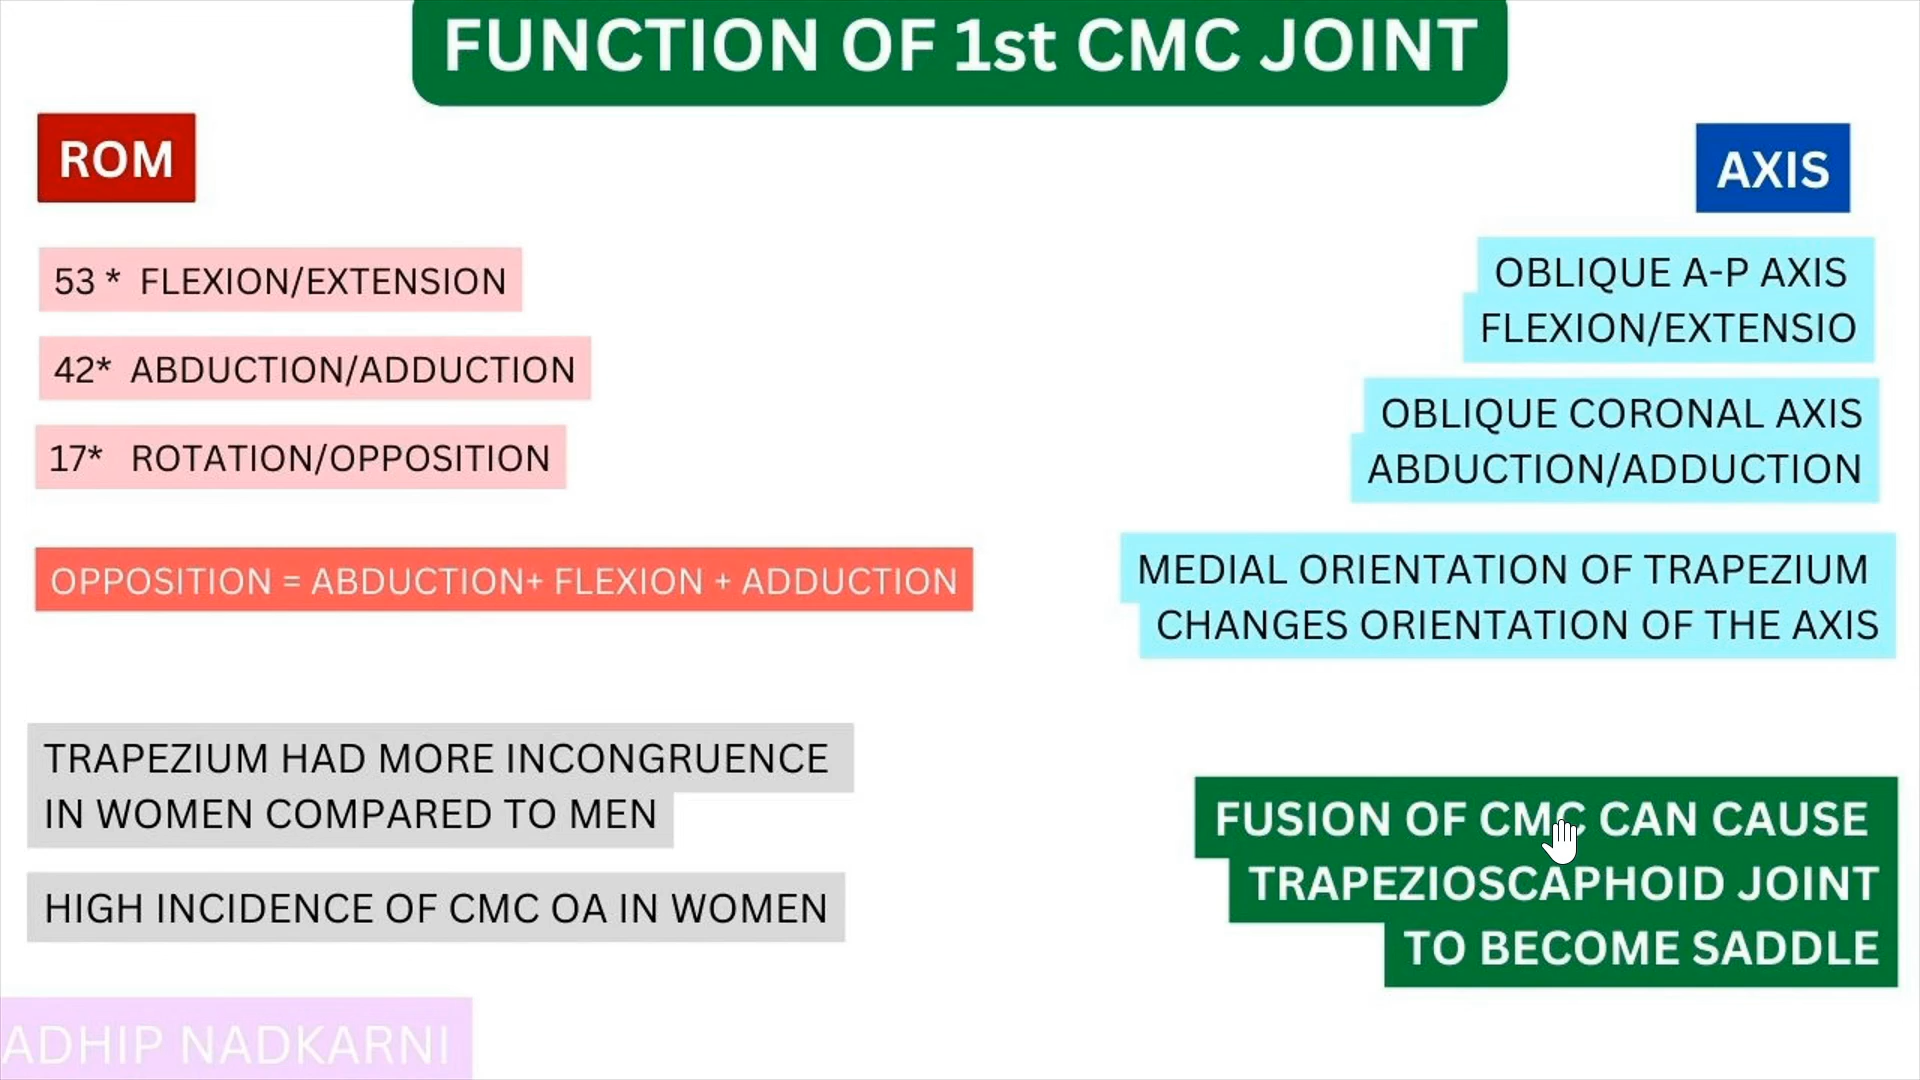 FUNCTION OF 1st CMC JOINT
ROM
53 * FLEXION/EXTENSION
42* ABDUCTION/ADDUCTION
17* ROTATION/OPPOSITION
OPPOSITION = ABDUCTION+ FLEXION + ADDUCTION
TRAPEZIUM HAD MORE INCONGRUENCE
IN WOMEN COMPARED TO MEN
HIGH INCIDENCE OF CMC OA IN WOMEN
AXIS
OBLIQUE A-P AXIS
FLEXION/EXTENSIO
OBLIQUE CORONAL AXIS
ABDUCTION/ADDUCTION
MEDIAL ORIENTATION OF TRAPEZIUM
CHANGES ORIENTATION OF THE AXIS
FUSION OF CMC CAN CAUSE
TRAPEZIOSCAPHOID JOINT
TO BECOME SADDLE
ADHIP NADKARNI